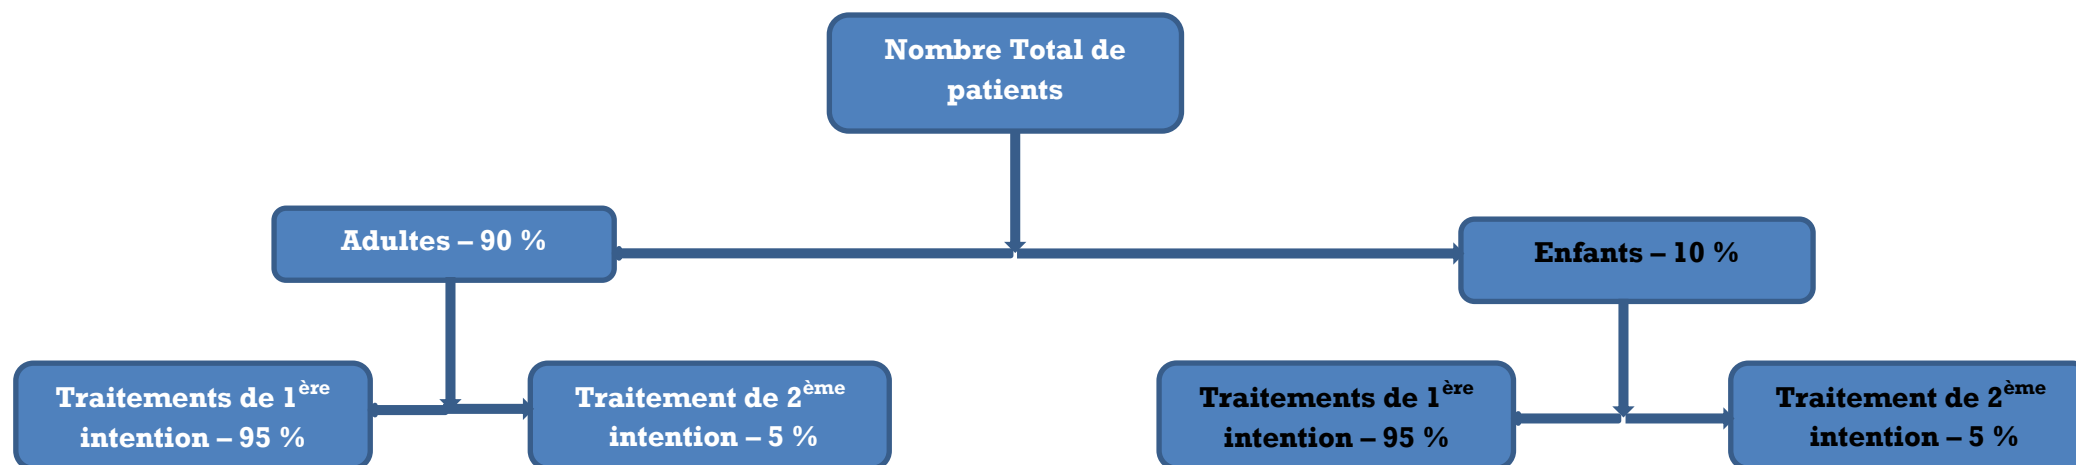 Nombre Total de
patients
Adultes – 90 %
Enfants – 10 %
Traitements de 1ère
intention – 95 %
Traitement de 2ème
intention – 5 %
Traitements de 1ère
intention – 95 %
Traitement de 2ème
intention – 5 %